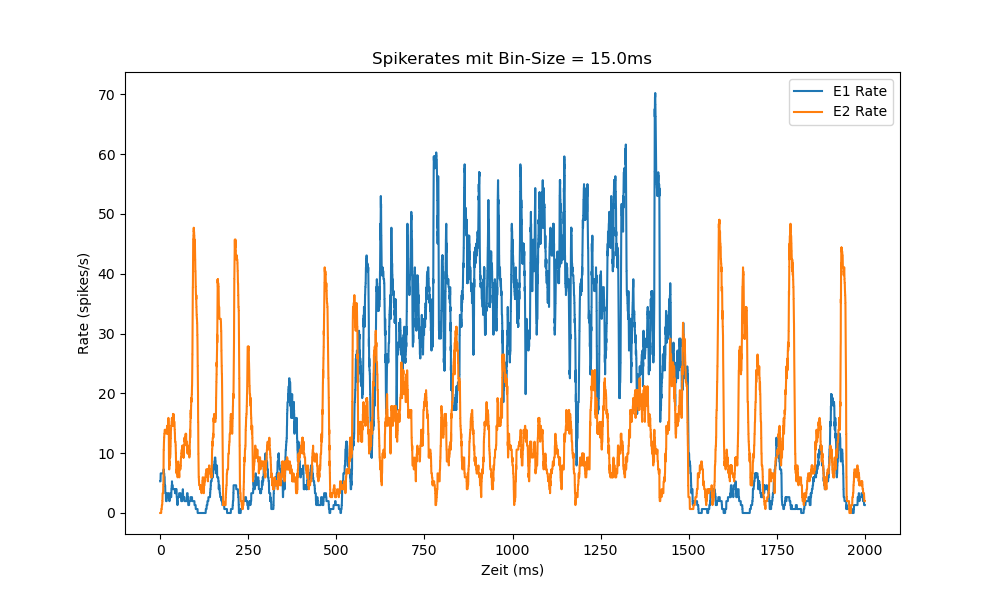 Spikerates mit Bin-Size = 15.0ms
E1 Rate
E2 Rate
Rate (spikes/s)
70
60
50
40
30
20
10
0
0 250 500 750 1000 1250 1500 1750 2000
Zeit (ms)